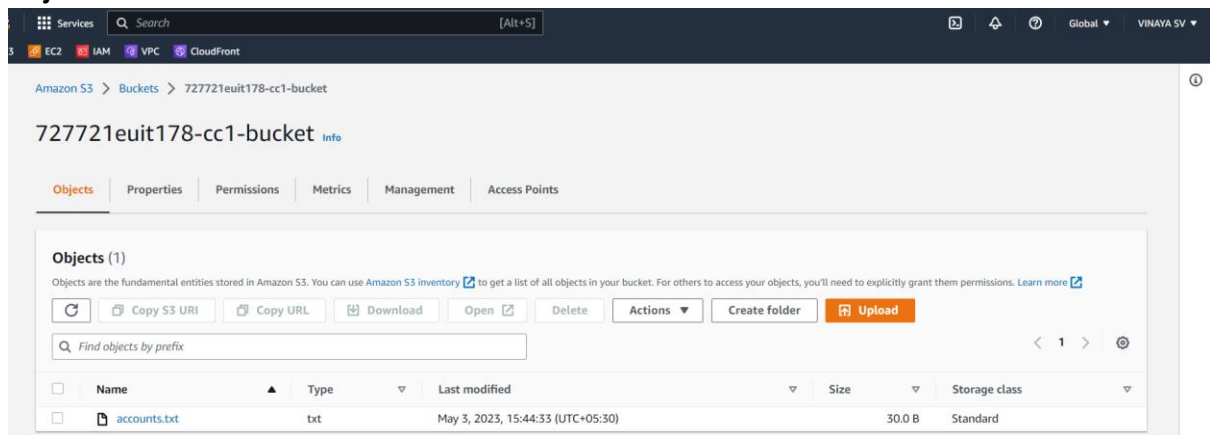 Services Search [Alt+S] Global ▼ VINAYA SV ▼
3 EC2 IAM VPC CloudFront
Amazon S3 > Buckets > 727721euit178-cc1-bucket
727721euit178-cc1-bucket Info
Objects Properties Permissions Metrics Management Access Points
Objects (1)
Objects are the fundamental entities stored in Amazon S3. You can use Amazon S3 inventory to get a list of all objects in your bucket. For others to access your objects, you'll need to explicitly grant them permissions. Learn more
Copy S3 URI Copy URL Download Open Delete Actions ▼ Create folder Upload
Find objects by prefix < 1 >
Name ▲ Type Last modified Size Storage class
accounts.txt txt May 3, 2023, 15:44:33 (UTC+05:30) 30.0 B Standard